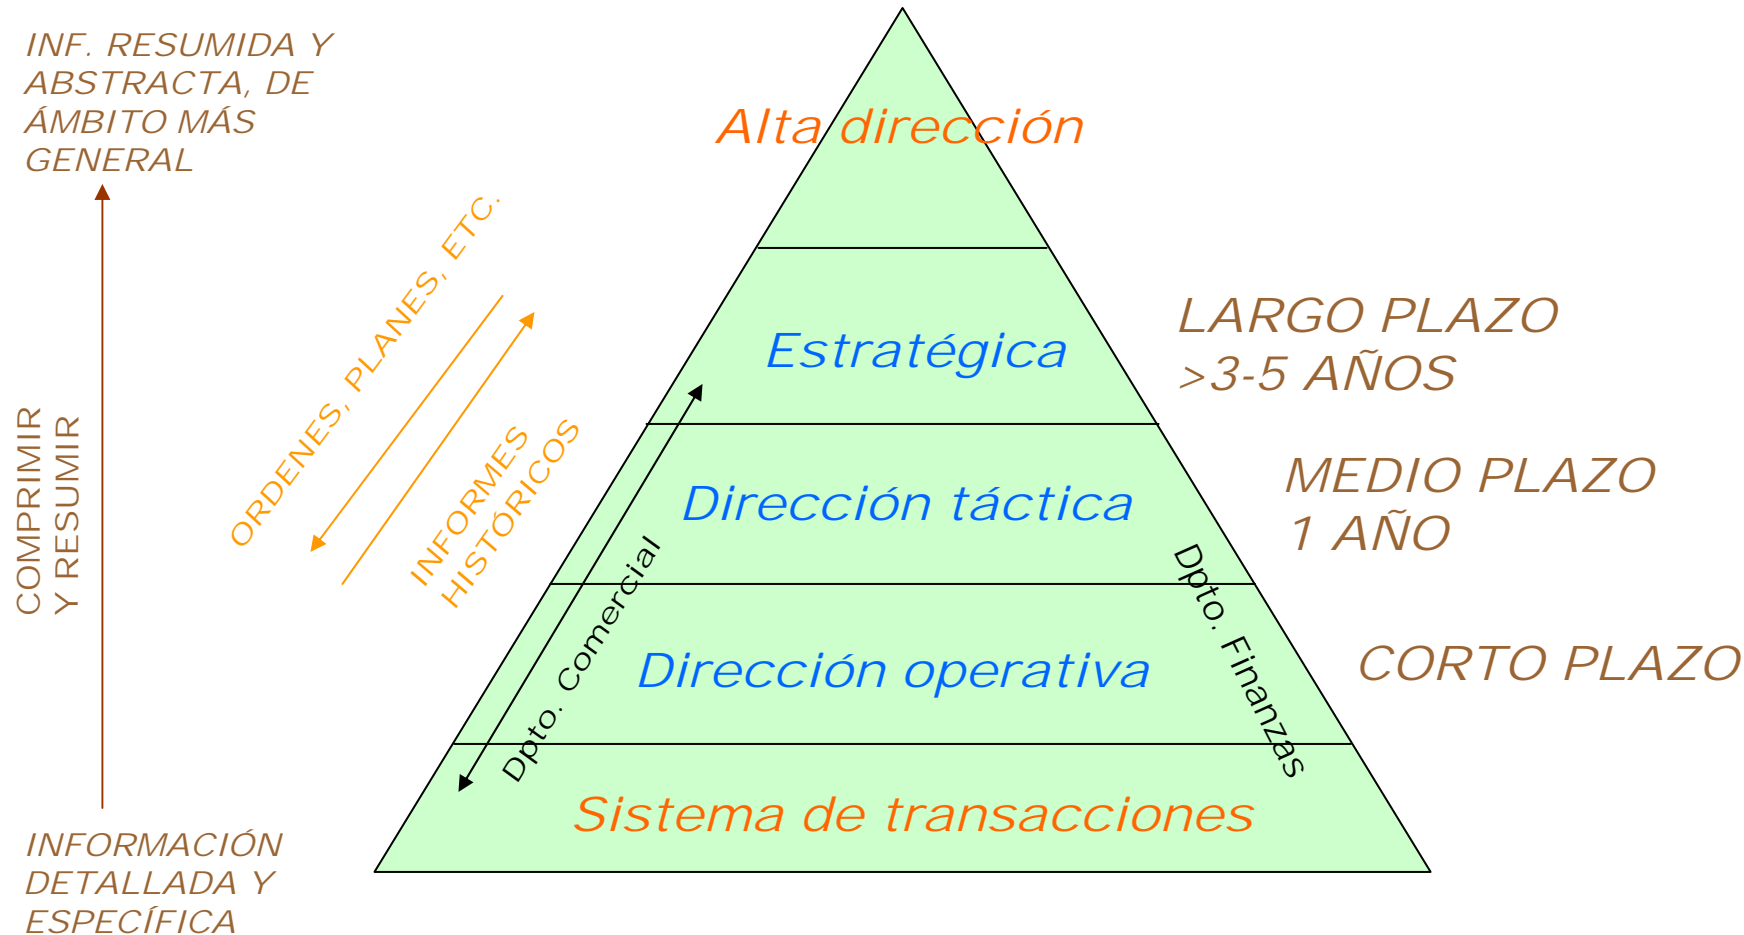 INF. RESUMIDA Y
ABSTRACTA, DE
ÁMBITO MÁS
GENERAL
COMPRIMIR
Y RESUMIR
INFORMACIÓN
DETALLADA Y
ESPECÍFICA
ORDENES, PLANES, ETC.
INFORMES
HISTÓRICOS
Alta dirección
Estratégica
Dirección táctica
Dirección operativa
Sistema de transacciones
Dpto. Comercial
Dpto. Finanzas
LARGO PLAZO
>3-5 AÑOS
MEDIO PLAZO
1 AÑO
CORTO PLAZO